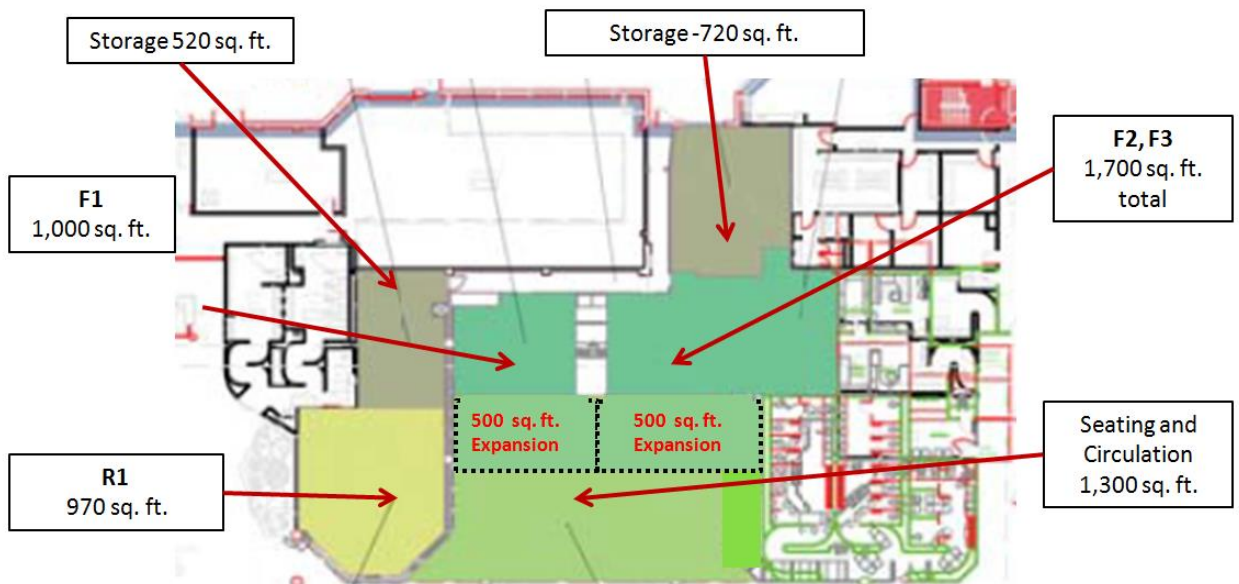 Storage 520 sq. ft.
Storage -720 sq. ft.
F1
1,000 sq. ft.
F2, F3
1,700 sq. ft.
total
500 sq. ft.
Expansion
500 sq. ft.
Expansion
R1
970 sq. ft.
Seating and
Circulation
1,300 sq. ft.